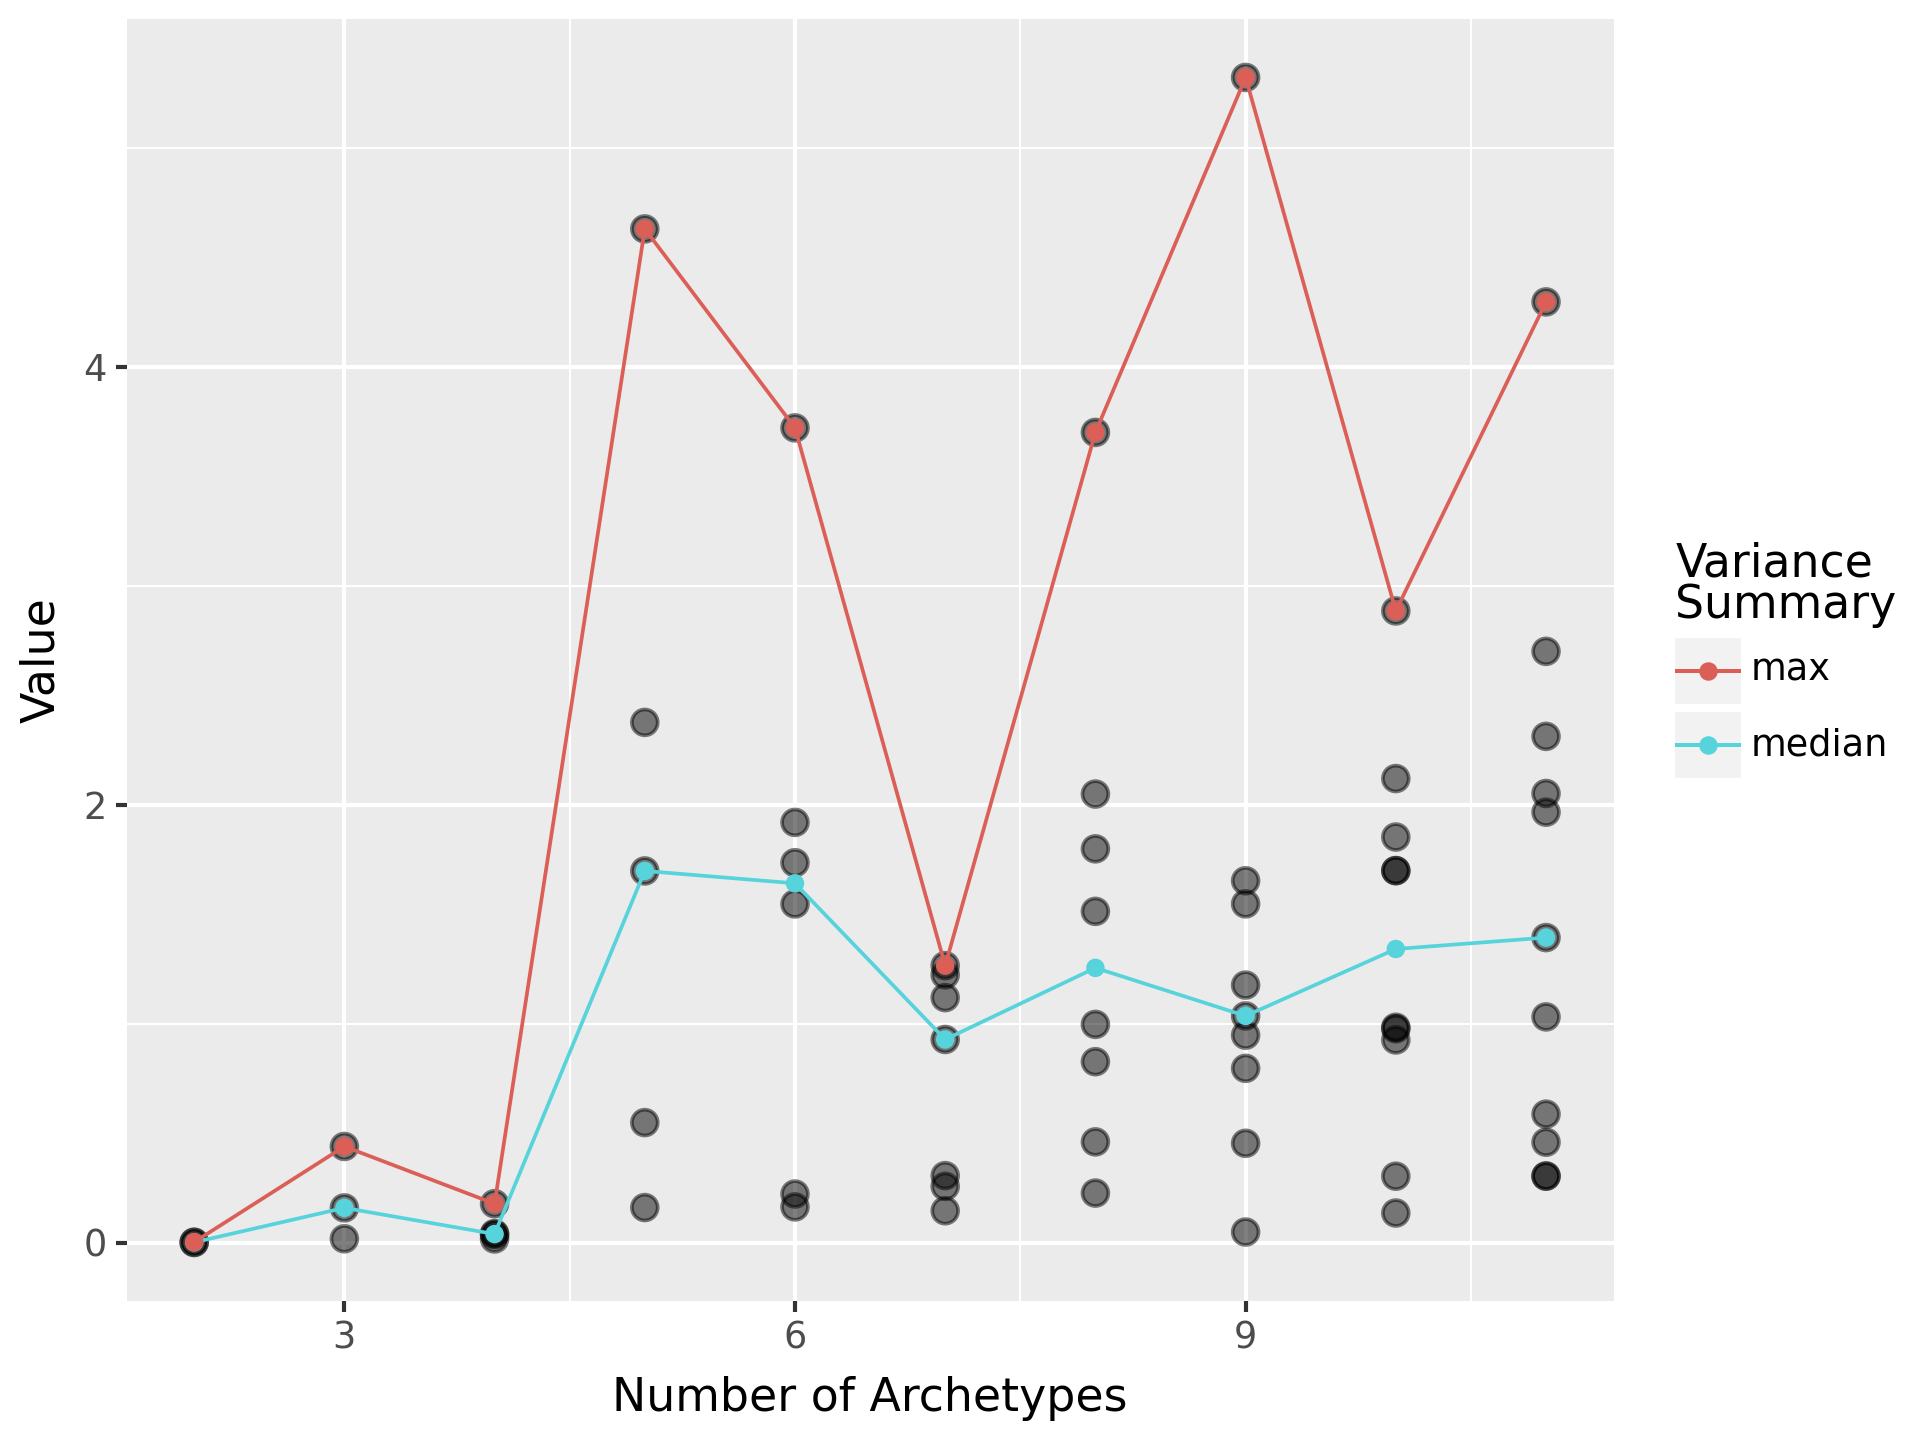 4
2
0
3 6 9
Number of Archetypes
Value
Variance
Summary
max
median